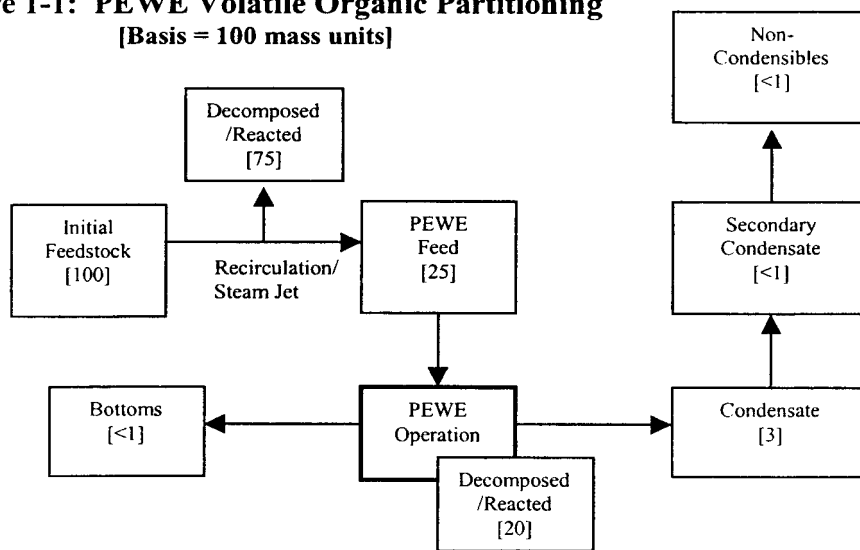 e 1-1: PEWE Volatile Organic Partitioning
[Basis = 100 mass units]
Non-
Condensibles
[<1]
Decomposed
/Reacted
[75]
Initial
Feedstock
[100]
Recirculation/
Steam Jet
PEWE
Feed
[25]
Secondary
Condensate
[<1]
Bottoms
[<1]
PEWE
Operation
Condensate
[3]
Decomposed
/Reacted
[20]